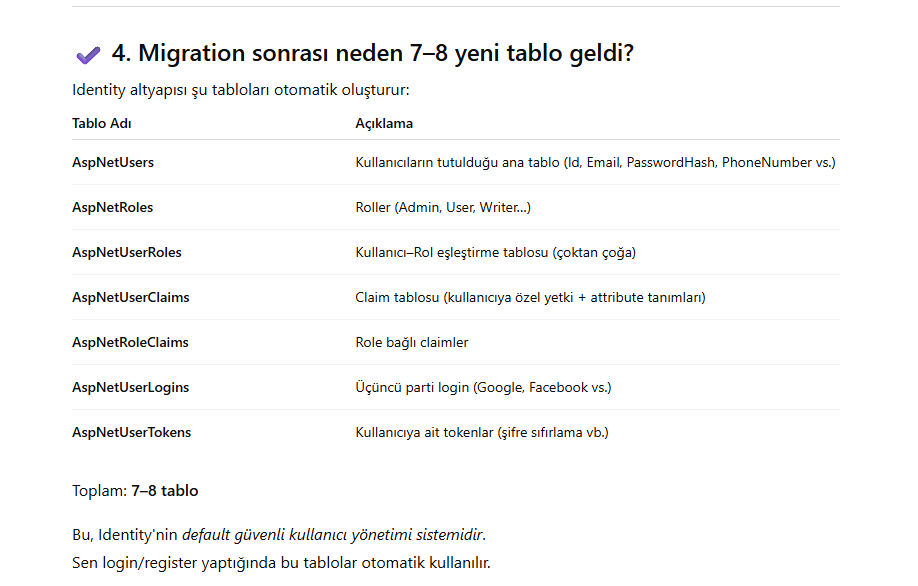 ✔ 4. Migration sonrası neden 7–8 yeni tablo geldi?
Identity altyapısı şu tabloları otomatik oluşturur:
Tablo Adı Açıklama
AspNetUsers Kullanıcıların tutulduğu ana tablo (Id, Email, PasswordHash, PhoneNumber vs.)
AspNetRoles Roller (Admin, User, Writer...)
AspNetUserRoles Kullanıcı–Rol eşleştirme tablosu (çoktan çoğa)
AspNetUserClaims Claim tablosu (kullanıcıya özel yetki + attribute tanımları)
AspNetRoleClaims Role bağlı claimler
AspNetUserLogins Üçüncü parti login (Google, Facebook vs.)
AspNetUserTokens Kullanıcıya ait tokenlar (şifre sıfırlama vb.)
Toplam: 7–8 tablo
Bu, Identity'nin default güvenli kullanıcı yönetimi sistemidir.
Sen login/register yaptığında bu tablolar otomatik kullanılır.